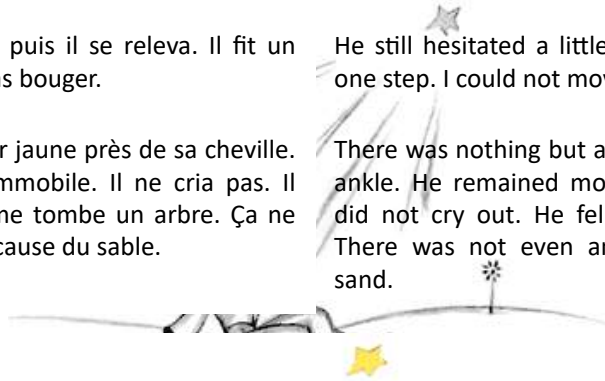 puis il se releva. Il fit un
as bouger.
r jaune près de sa cheville.
mmobile. Il ne cria pas. Il
me tombe un arbre. Ça ne
cause du sable.
He still hesitated a little
one step. I could not mov
There was nothing but a
ankle. He remained mo
did not cry out. He fel
There was not even an
sand.